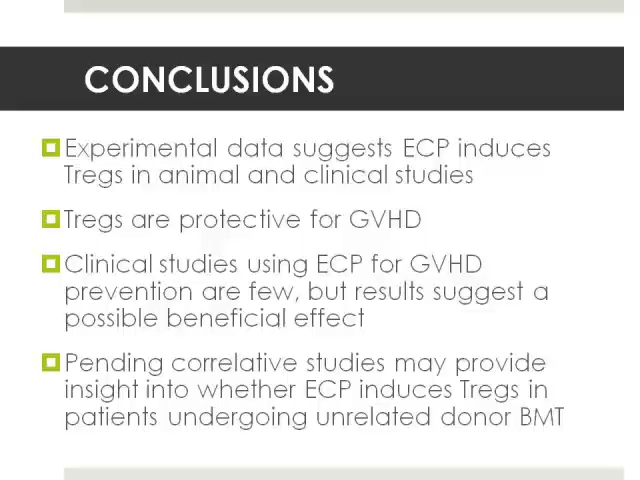 CONCLUSIONS
Experimental data suggests ECP induces
Tregs in animal and clinical studies
Tregs are protective for GVHD
Clinical studies using ECP for GVHD
prevention are few, but results suggest a
possible beneficial effect
Pending correlative studies may provide
insight into whether ECP induces Tregs in
patients undergoing unrelated donor BMT